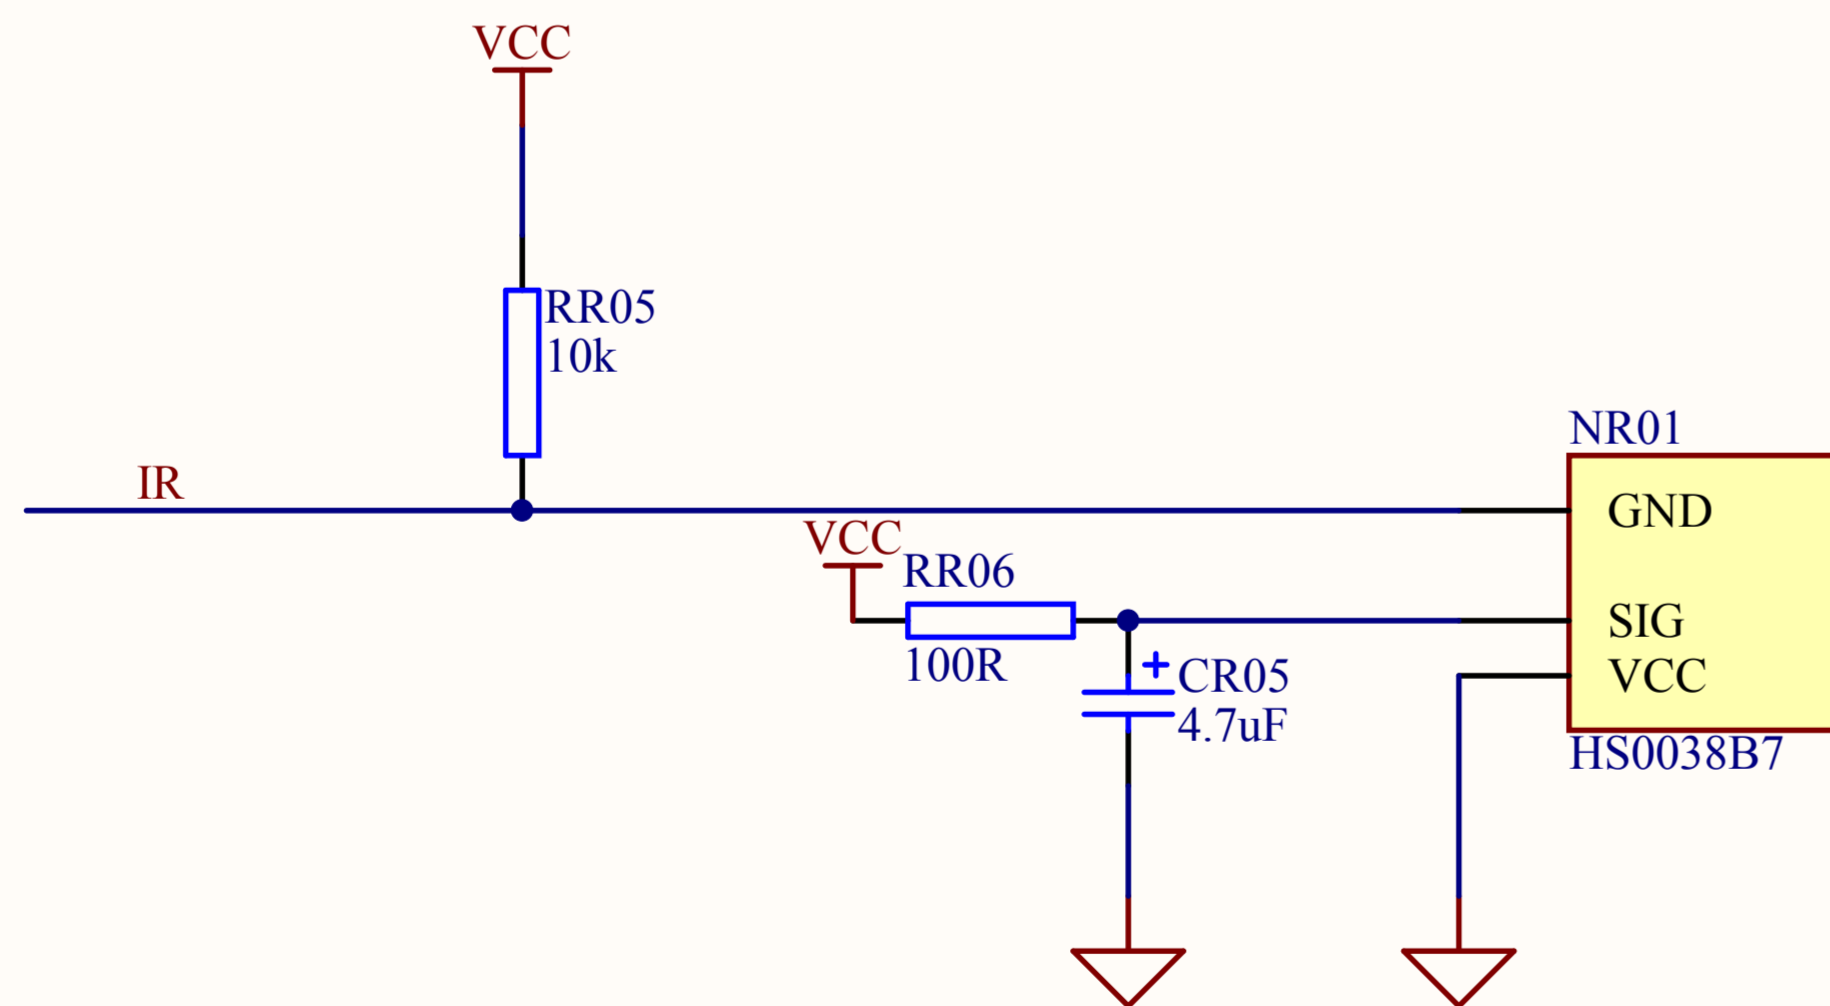 VCC
RR05
10k
NR01
IR
GND
VCC
RR06
SIG
100R
CR05
VCC
4.7uF
HS0038B7